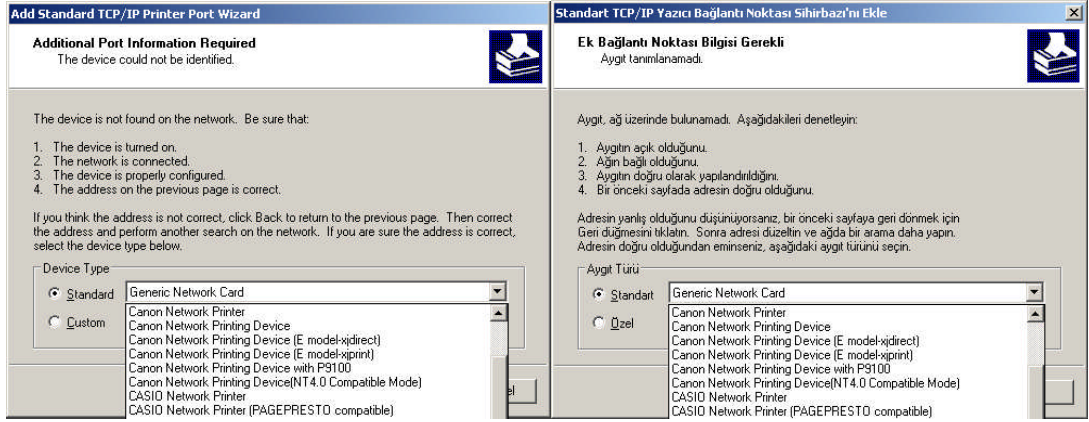 Add Standard TCP/IP Printer Port Wizard
Additional Port Information Required
The device could not be identified.
The device is not found on the network. Be sure that:
1. The device is turned on.
2. The network is connected.
3. The device is properly configured.
4. The address on the previous page is correct.
If you think the address is not correct, click Back to return to the previous page. Then correct
the address and perform another search on the network. If you are sure the address is correct,
select the device type below.
Device Type
Standard Generic Network Card
Custom
Canon Network Printer
Canon Network Printing Device
Canon Network Printing Device (E model-xjdirect)
Canon Network Printing Device (E model-xjprint)
Canon Network Printing Device with P9100
Canon Network Printing Device(NT4.0 Compatible Mode)
CASIO Network Printer
CASIO Network Printer (PAGEPRESTO compatible)
el
Standart TCP/IP Yazıcı Bağlantı Noktası Sihirbazı'nı Ekle
Ek Bağlantı Noktası Bilgisi Gerekli
Aygıt tanımlanamadı.
Aygıt, ağ üzerinde bulunamadı. Aşağıdakileri denetleyin:
1. Aygıtın açık olduğunu.
2. Ağın bağlı olduğunu.
3. Aygıtın doğru olarak yapılandırıldığını.
4. Bir önceki sayfada adresin doğru olduğunu.
Adresin yanlış olduğunu düşünüyorsanız, bir önceki sayfaya geri dönmek için
Geri düğmesini tıklatın. Sonra adresi düzeltin ve ağda bir arama daha yapın.
Adresin doğru olduğundan eminseniz, aşağıdaki aygıt türünü seçin.
Aygıt Türü
Standart Generic Network Card
Özel
Canon Network Printer
Canon Network Printing Device
Canon Network Printing Device (E model-xjdirect)
Canon Network Printing Device (E model-xjprint)
Canon Network Printing Device with P9100
Canon Network Printing Device(NT4.0 Compatible Mode)
CASIO Network Printer
CASIO Network Printer (PAGEPRESTO compatible)